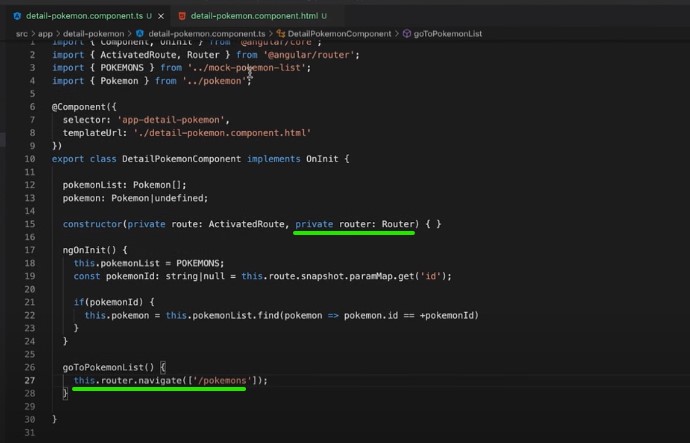 detail-pokemon.component.ts U ×
detail-pokemon.component.html U
src > app > detail-pokemon > detail-pokemon.component.ts > DetailPokemonComponent > goToPokemonList
1 import { Component, OnInit } from '@angular/core';
2 import { ActivatedRoute, Router } from '@angular/router';
3 import { POKEMONS } from '../mock-pokemon-list';
4 import { Pokemon } from '../pokemon';
5
6 @Component({
7 selector: 'app-detail-pokemon',
8 templateUrl: './detail-pokemon.component.html'
9 })
10 export class DetailPokemonComponent implements OnInit {
11
12 pokemonList: Pokemon[];
13 pokemon: Pokemon|undefined;
14
15 constructor(private route: ActivatedRoute, private router: Router) { }
16
17 ngOnInit() {
18 this.pokemonList = POKEMONS;
19 const pokemonId: string|null = this.route.snapshot.paramMap.get('id');
20
21 if(pokemonId) {
22 this.pokemon = this.pokemonList.find(pokemon => pokemon.id == +pokemonId)
23 }
24 }
25
26 goToPokemonList() {
27 this.router.navigate(['/pokemons']);
28 }
29
30 }
31